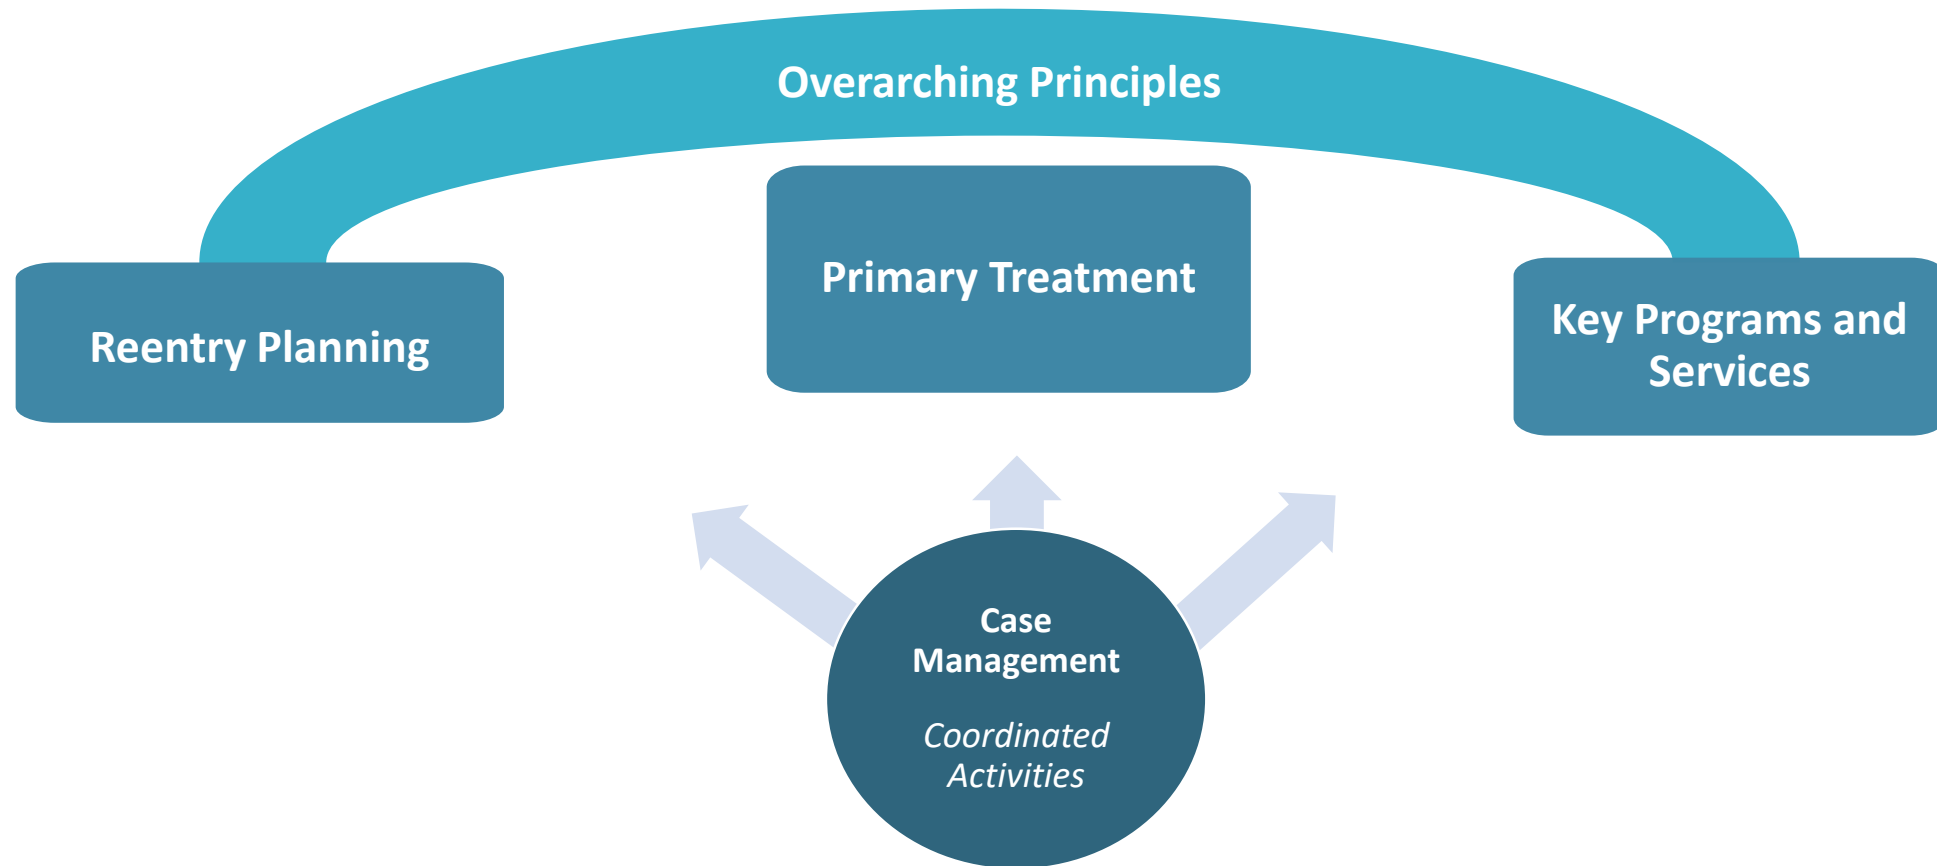 Overarching Principles
Primary Treatment
Reentry Planning
Key Programs and
Services
Case
Management
Coordinated
Activities